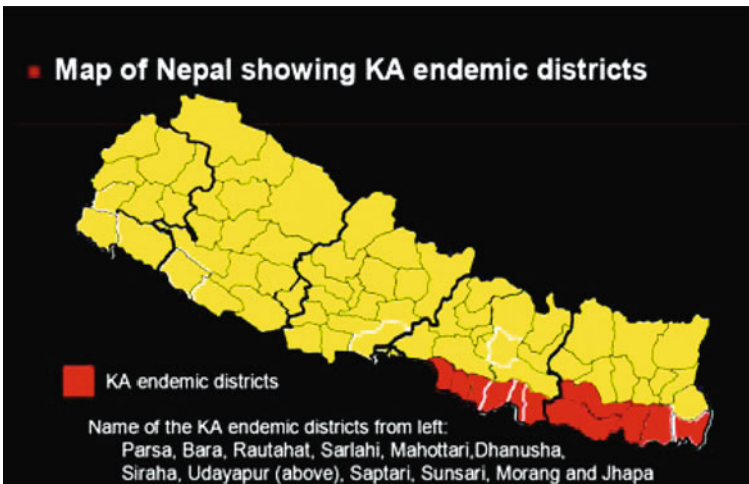 Map of Nepal showing KA endemic districts
KA endemic districts
Name of the KA endemic districts from left:
Parsa, Bara, Rautahat, Sarlahi, Mahottari,Dhanusha,
Siraha, Udayapur (above), Saptari, Sunsari, Morang and Jhapa